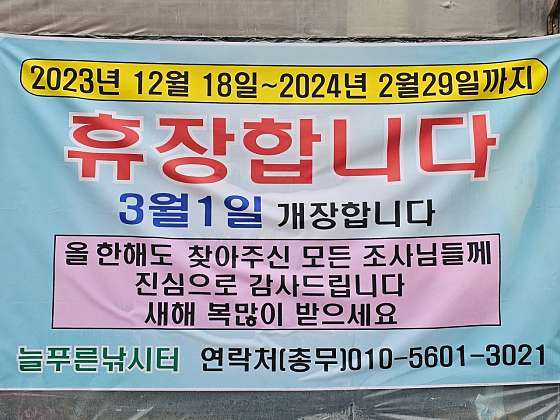 2023년 12월 18일~2024년 2월29일까지
휴장합니다
3월1일 개장합니다
올 한해도 찾아주신 모든 조사님들께
진심으로 감사드립니다
새해 복많이 받으세요
늘푸른낚시터 연락처(총무)010-5601-3021